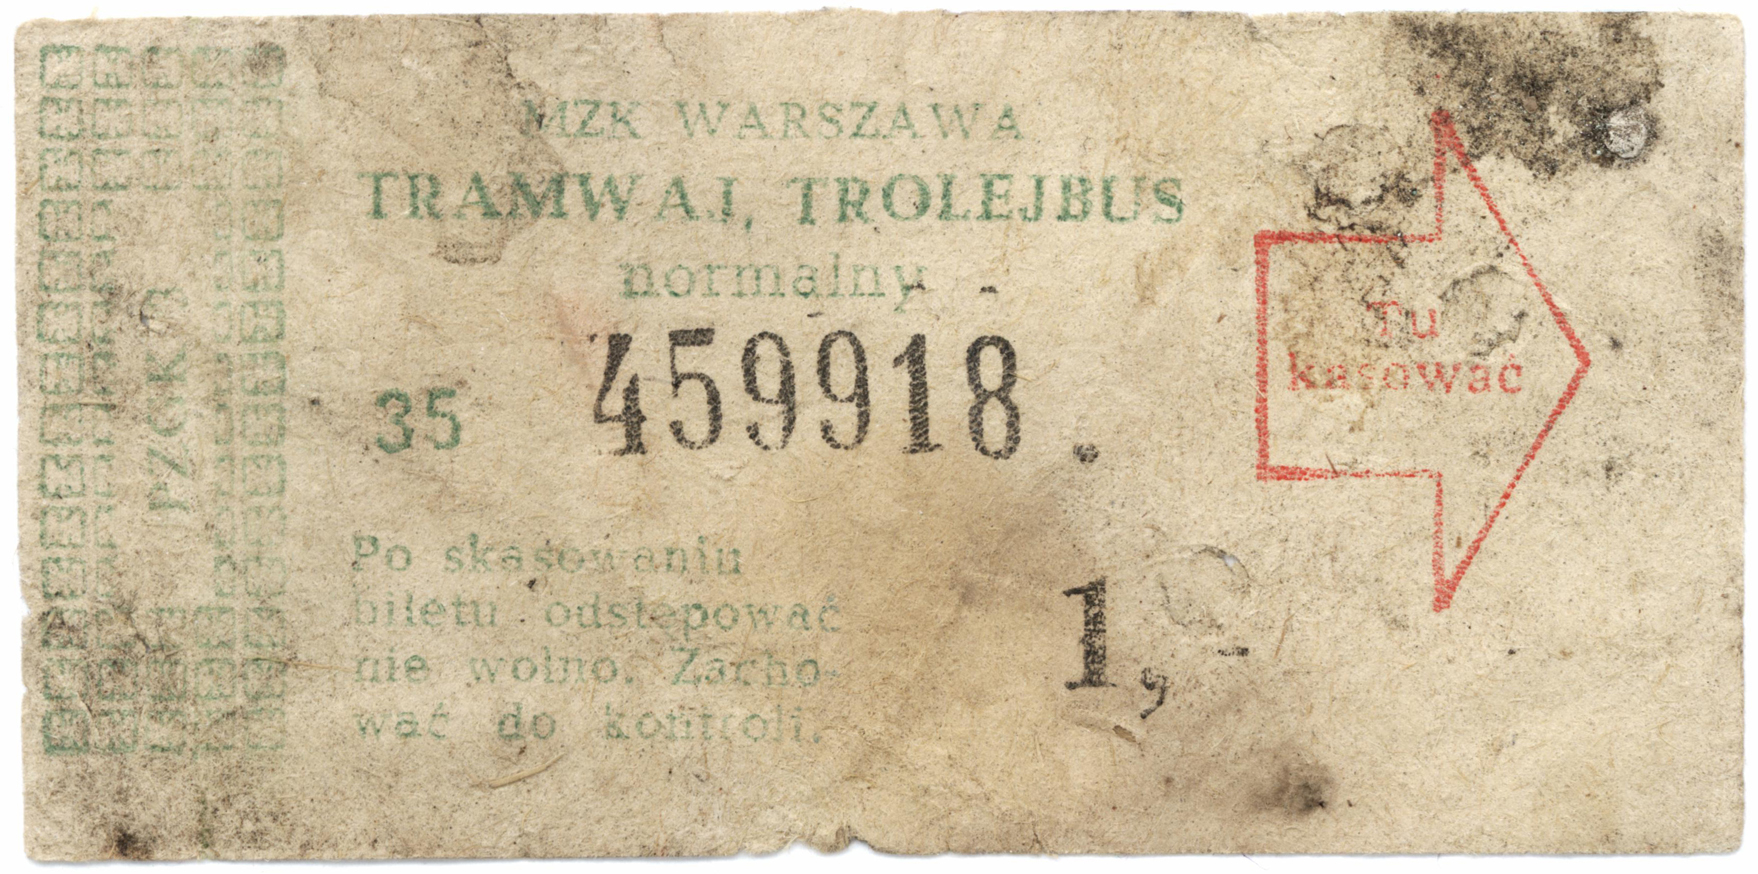 MZK WARSZAWA
TRAMWAJ, TROLEJBUS
normalny
35 459918.
Po skasowaniu
biletu odstępować
nie wolno. Zacho-
wać do kontroli.
1,-
Tu
kasować
PZGK